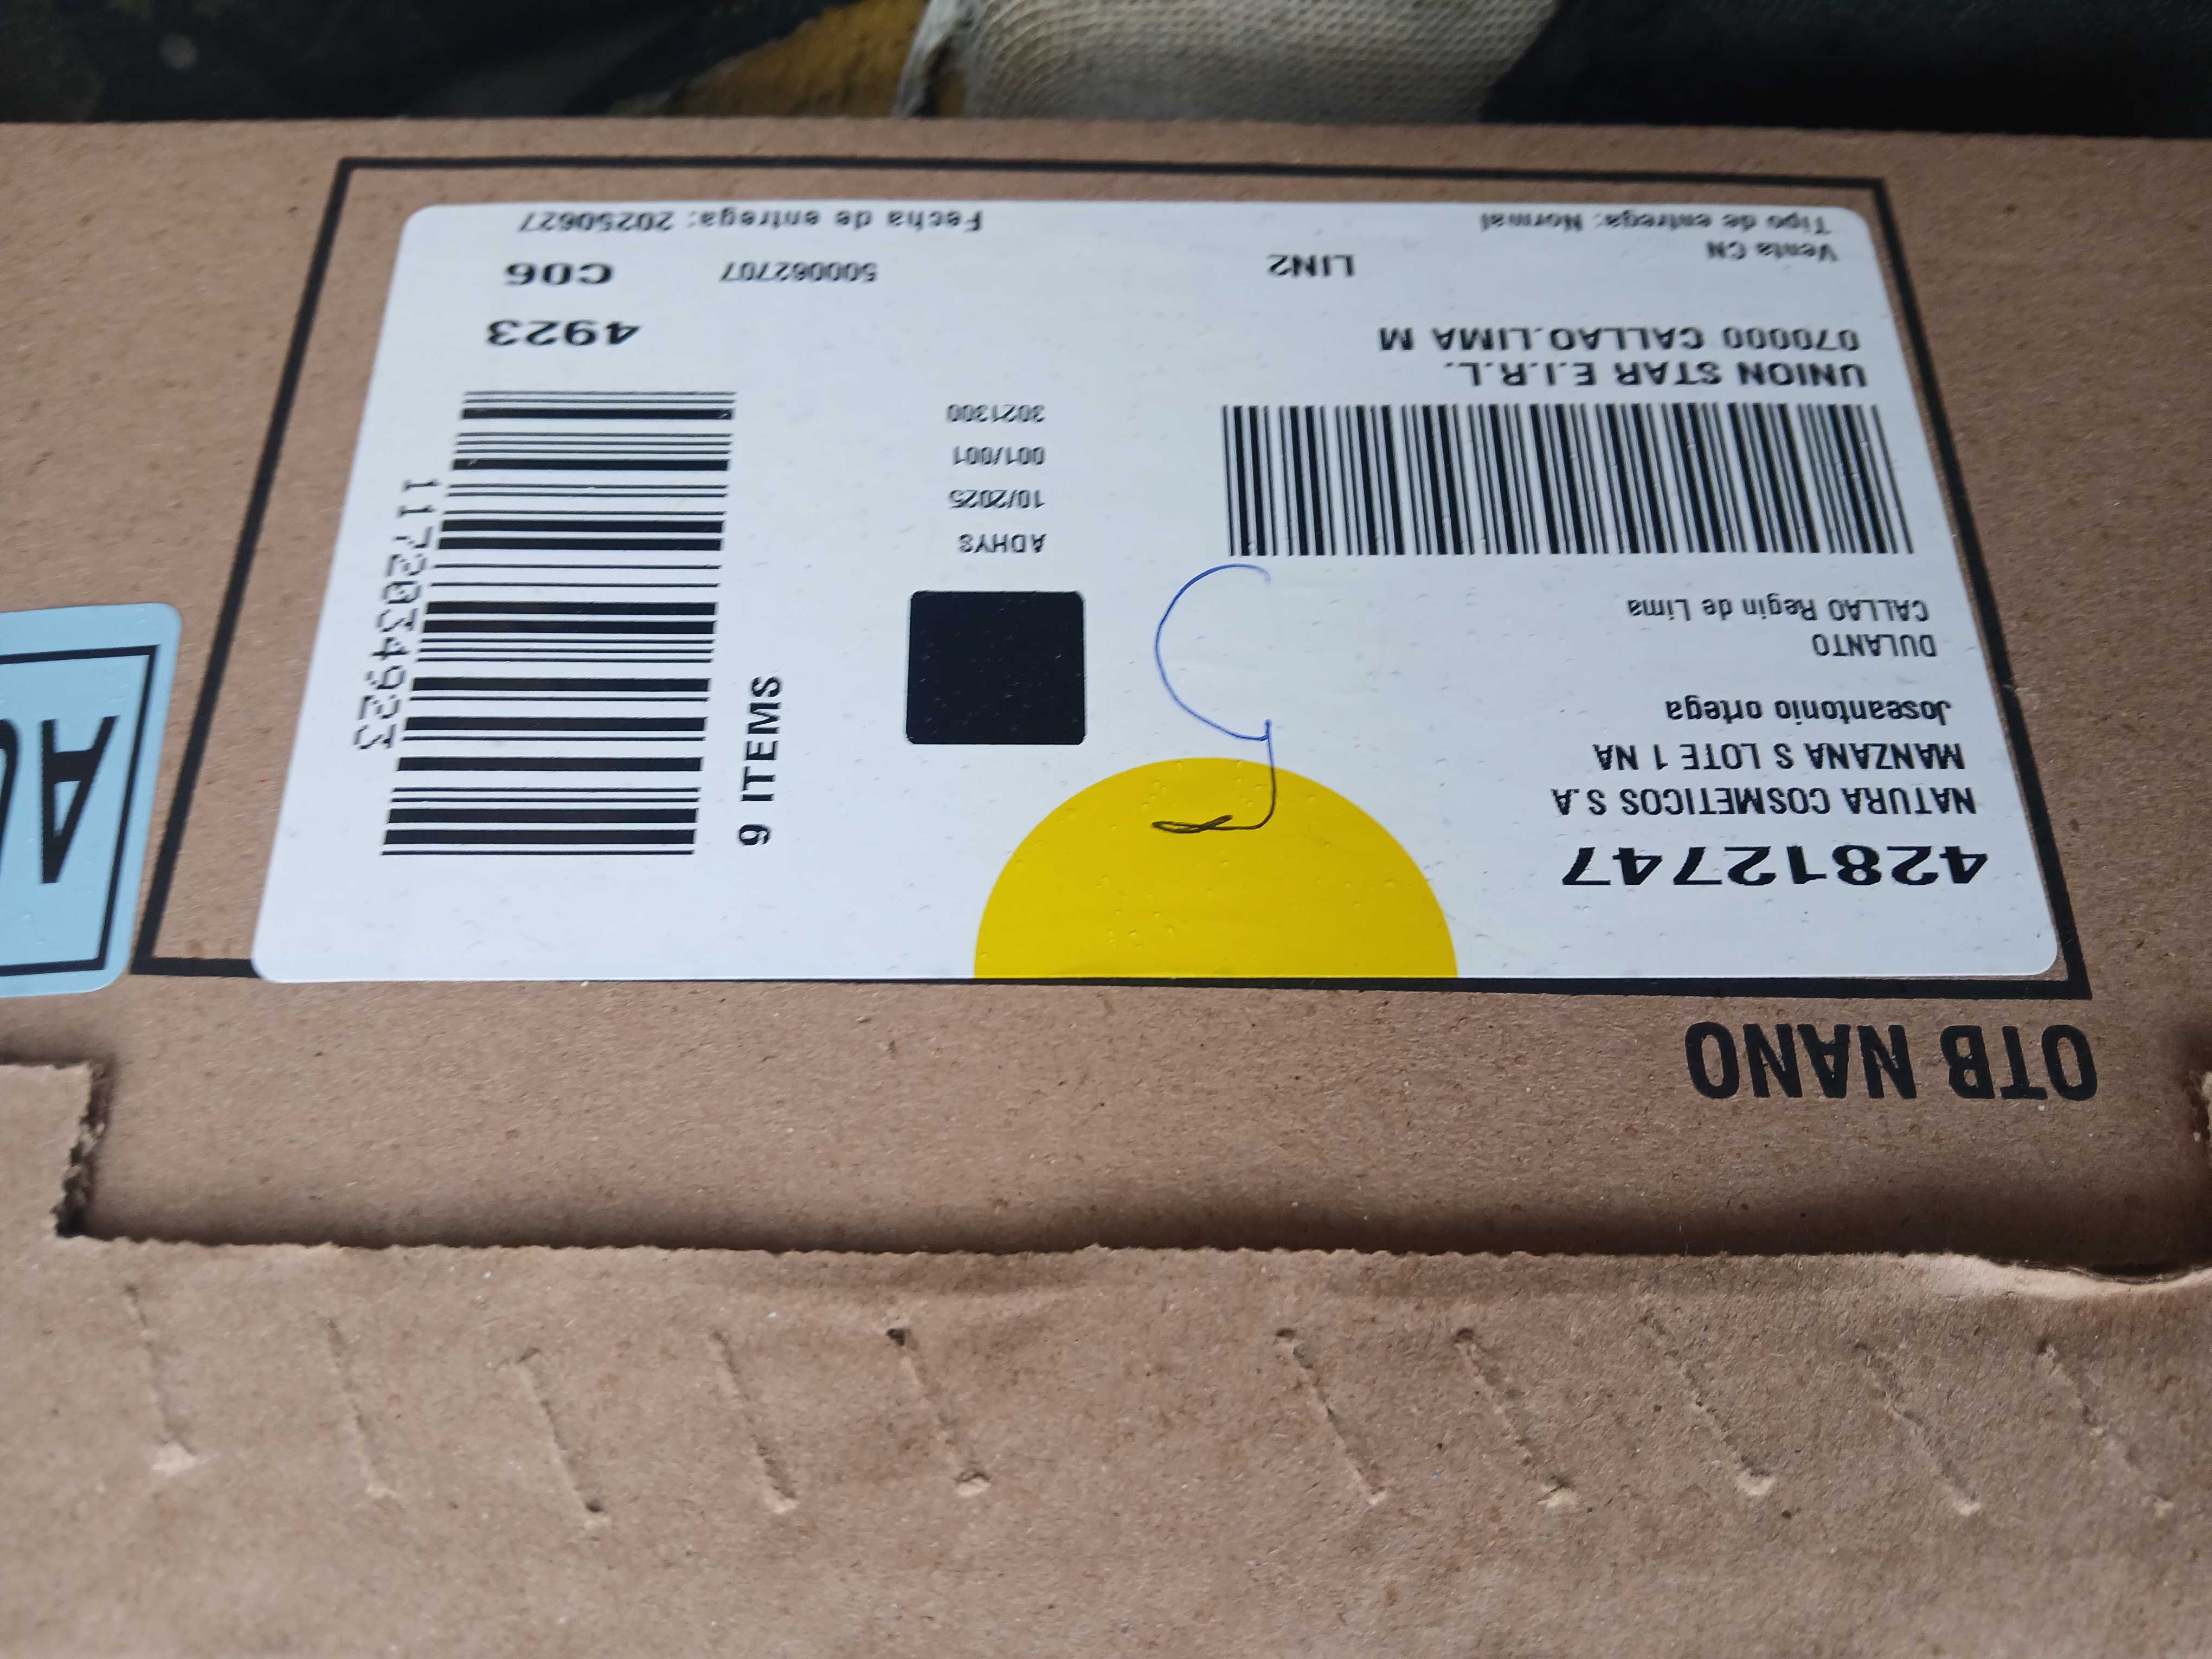 OTB NANO
42812747
NATURA COSMETICOS S.A
MANZANA S LOTE 1 NA
Joseantonio ortega
DULANTO
CALLAO Regin de Lima
UNION STAR E.I.R.L.
070000 CALLAO.LIMA M
Venta CN
LIN2
Tipo de entrega: Normal
ADHYS
10/2025
001/001
3021300
9 ITEMS
1172034923
4923
500062707
C06
Fecha de entrega: 20250627